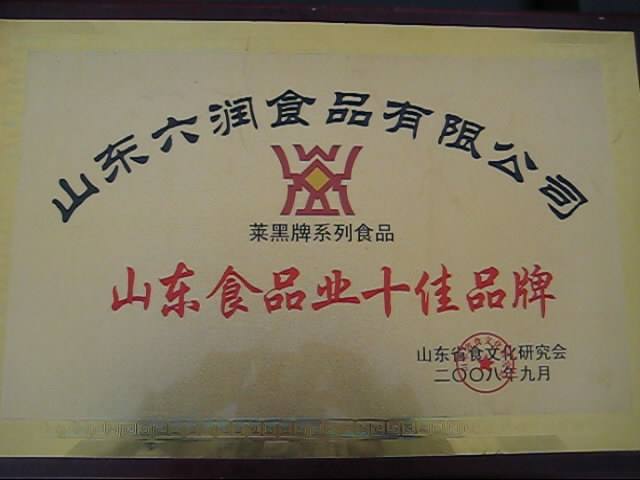 山东六润食品有限公司
莱黑牌系列食品
山东食品业十佳品牌
山东省食文化研究会
二〇〇八年九月